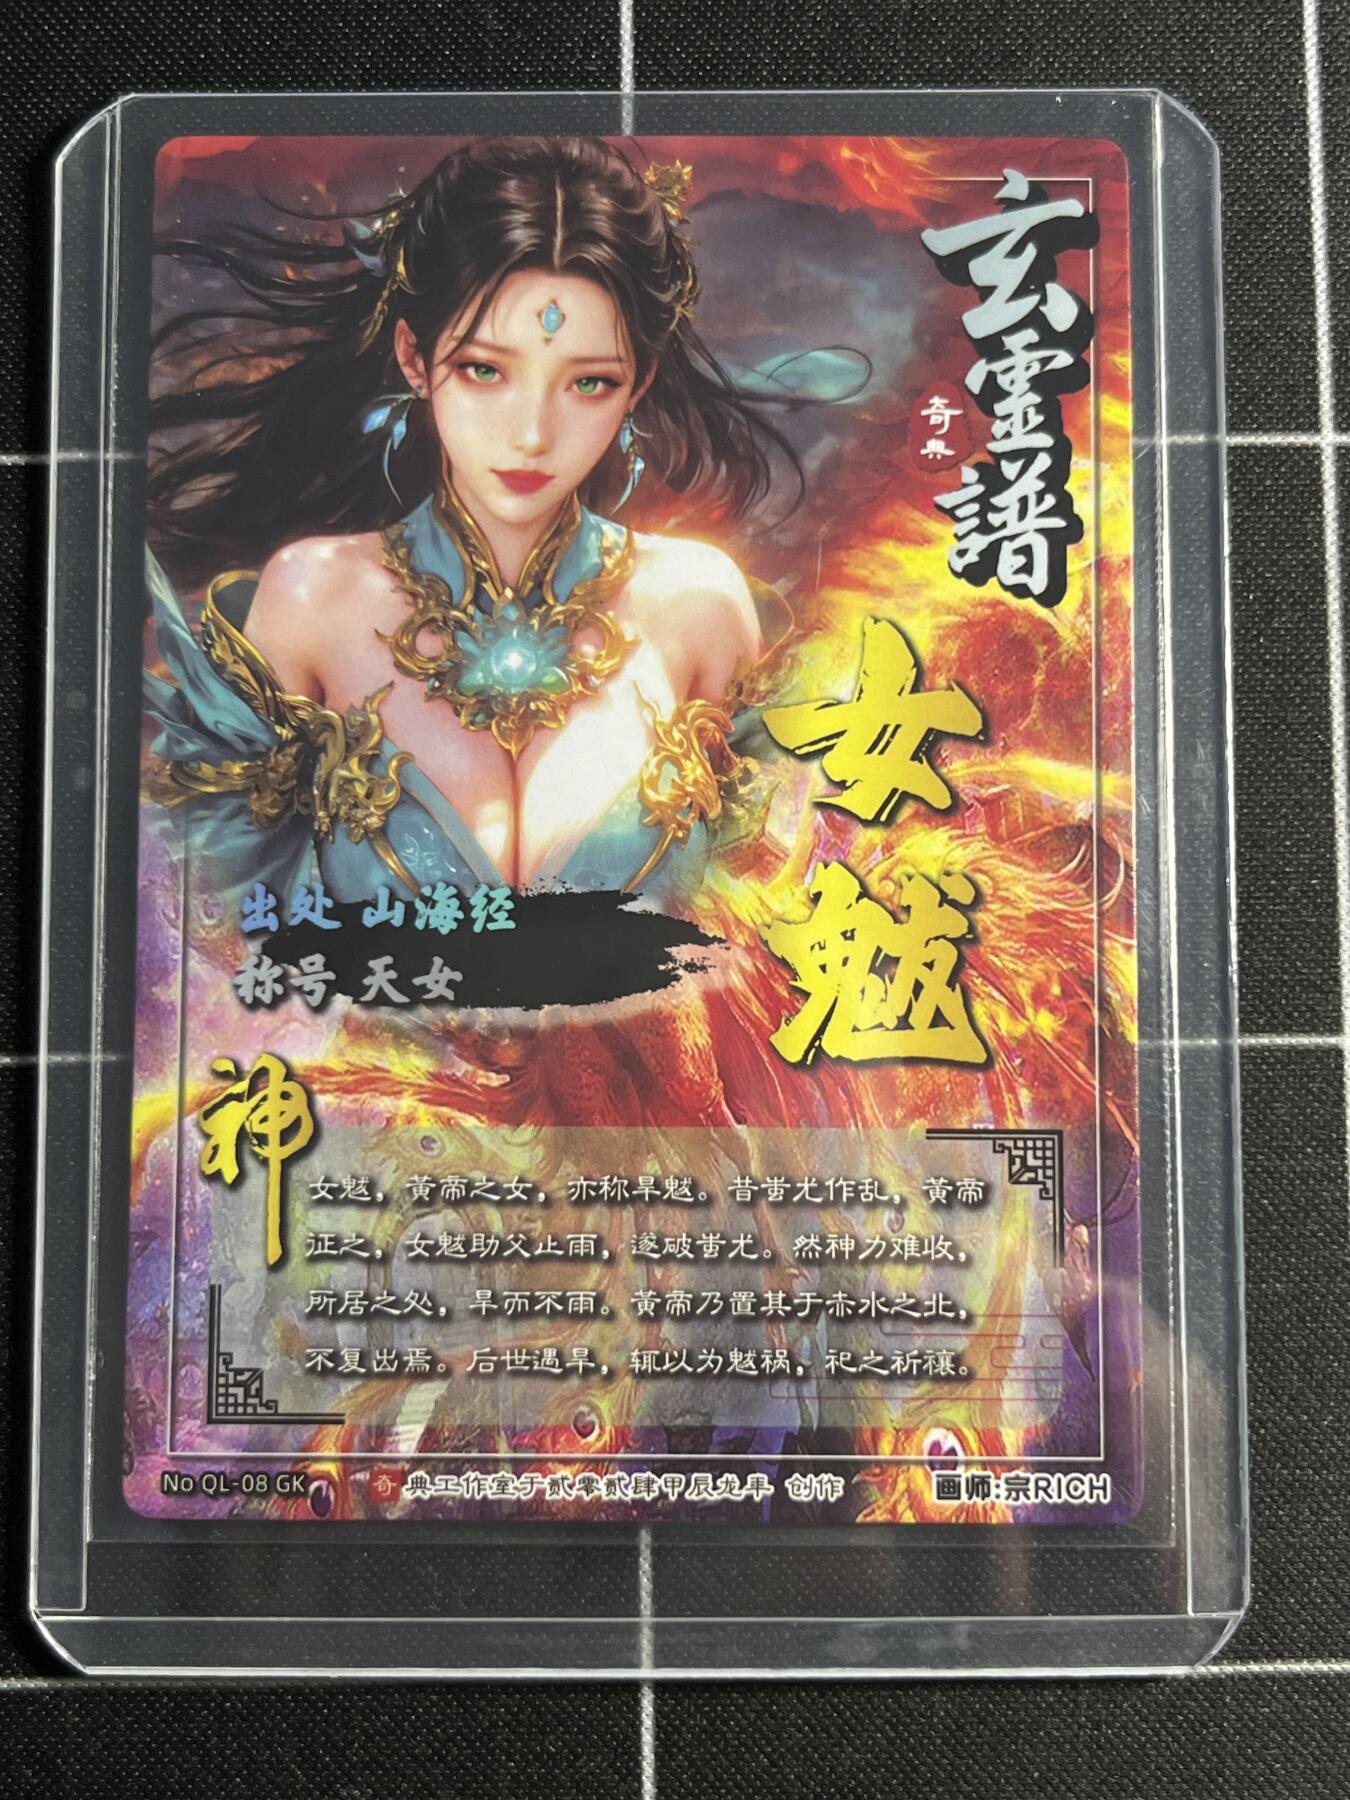 玄靈譜
奇典
女魃
出处 山海经
称号 天女
神
女魃，黄帝之女，亦称旱魃。昔蚩尤作乱，黄帝
征之，女魃助父止雨，遂破蚩尤。然神力难收，
所居之处，旱而不雨。黄帝乃置其于赤水之北，
不复出焉。后世遇旱，辄以为魃祸，祀之祈禳。
No QL-08 GK
奇典工作室于贰零贰肆甲辰龙年 创作
画师:宗RICH